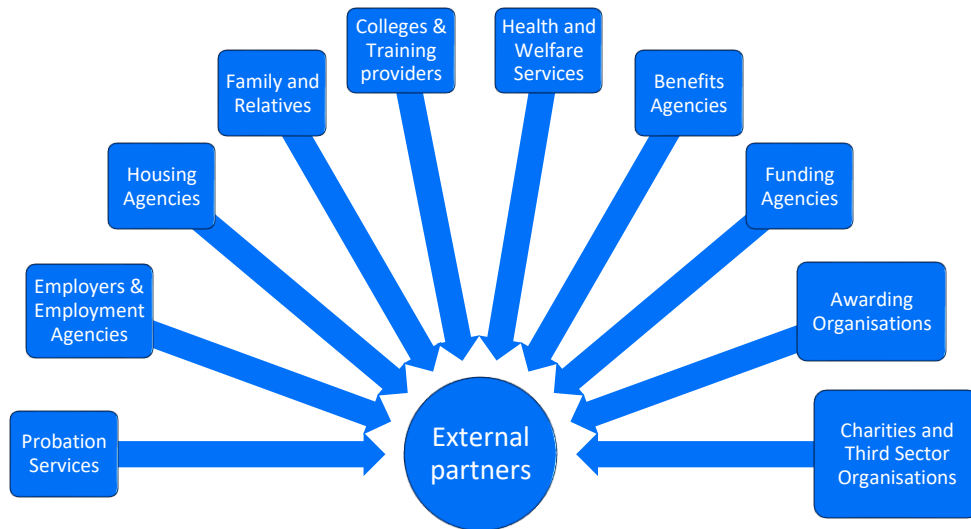 Colleges &
Training
providers
Health and
Welfare
Services
Family and
Relatives
Benefits
Agencies
Housing
Agencies
Funding
Agencies
Employers &
Employment
Agencies
Awarding
Organisations
Probation
Services
External
partners
Charities and
Third Sector
Organisations